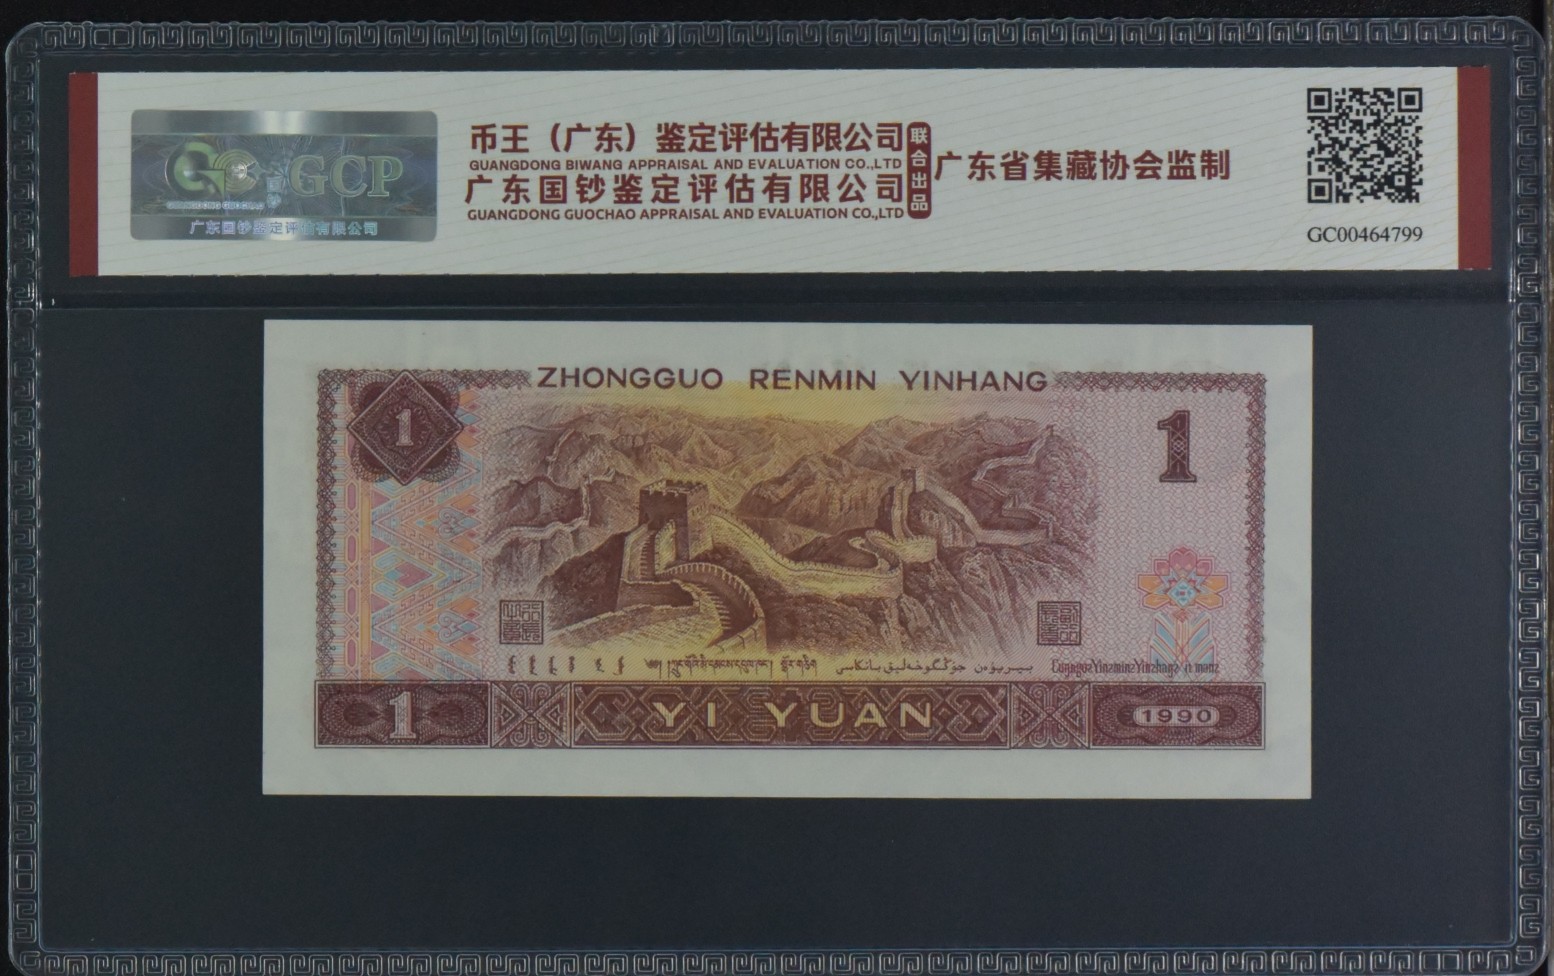 GCP
广东国钞鉴定评估有限公司
币王（广东）鉴定评估有限公司
GUANGDONG BIWANG APPRAISAL AND EVALUATION CO.,LTD
广东国钞鉴定评估有限公司
GUANGDONG GUOCHAO APPRAISAL AND EVALUATION CO.,LTD
联合出品
广东省集藏协会监制
GC00464799
ZHONGGUO RENMIN YINHANG
1
1
1
YI YUAN
1990